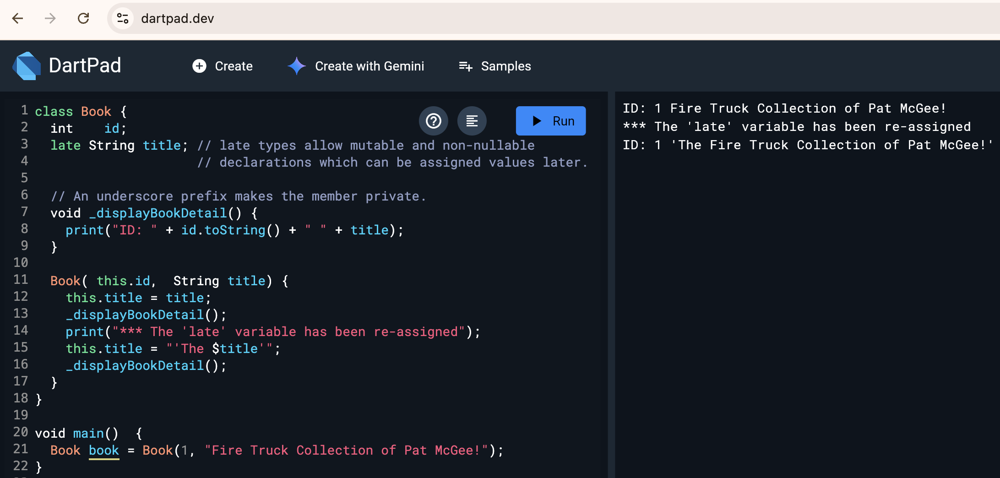 dartpad.dev
DartPad
Create
Create with Gemini
Samples
Run
1 class Book {
2   int    id;
3   late String title; // late types allow mutable and non-nullable
4                      // declarations which can be assigned values later.
5
6   // An underscore prefix makes the member private.
7   void _displayBookDetail() {
8     print("ID: " + id.toString() + " " + title);
9   }
10
11   Book( this.id,  String title) {
12     this.title = title;
13     _displayBookDetail();
14     print("*** The 'late' variable has been re-assigned");
15     this.title = "'The $title'";
16     _displayBookDetail();
17   }
18 }
19
20 void main()  {
21   Book book = Book(1, "Fire Truck Collection of Pat McGee!");
22 }
ID: 1 Fire Truck Collection of Pat McGee!
*** The 'late' variable has been re-assigned
ID: 1 'The Fire Truck Collection of Pat McGee!'